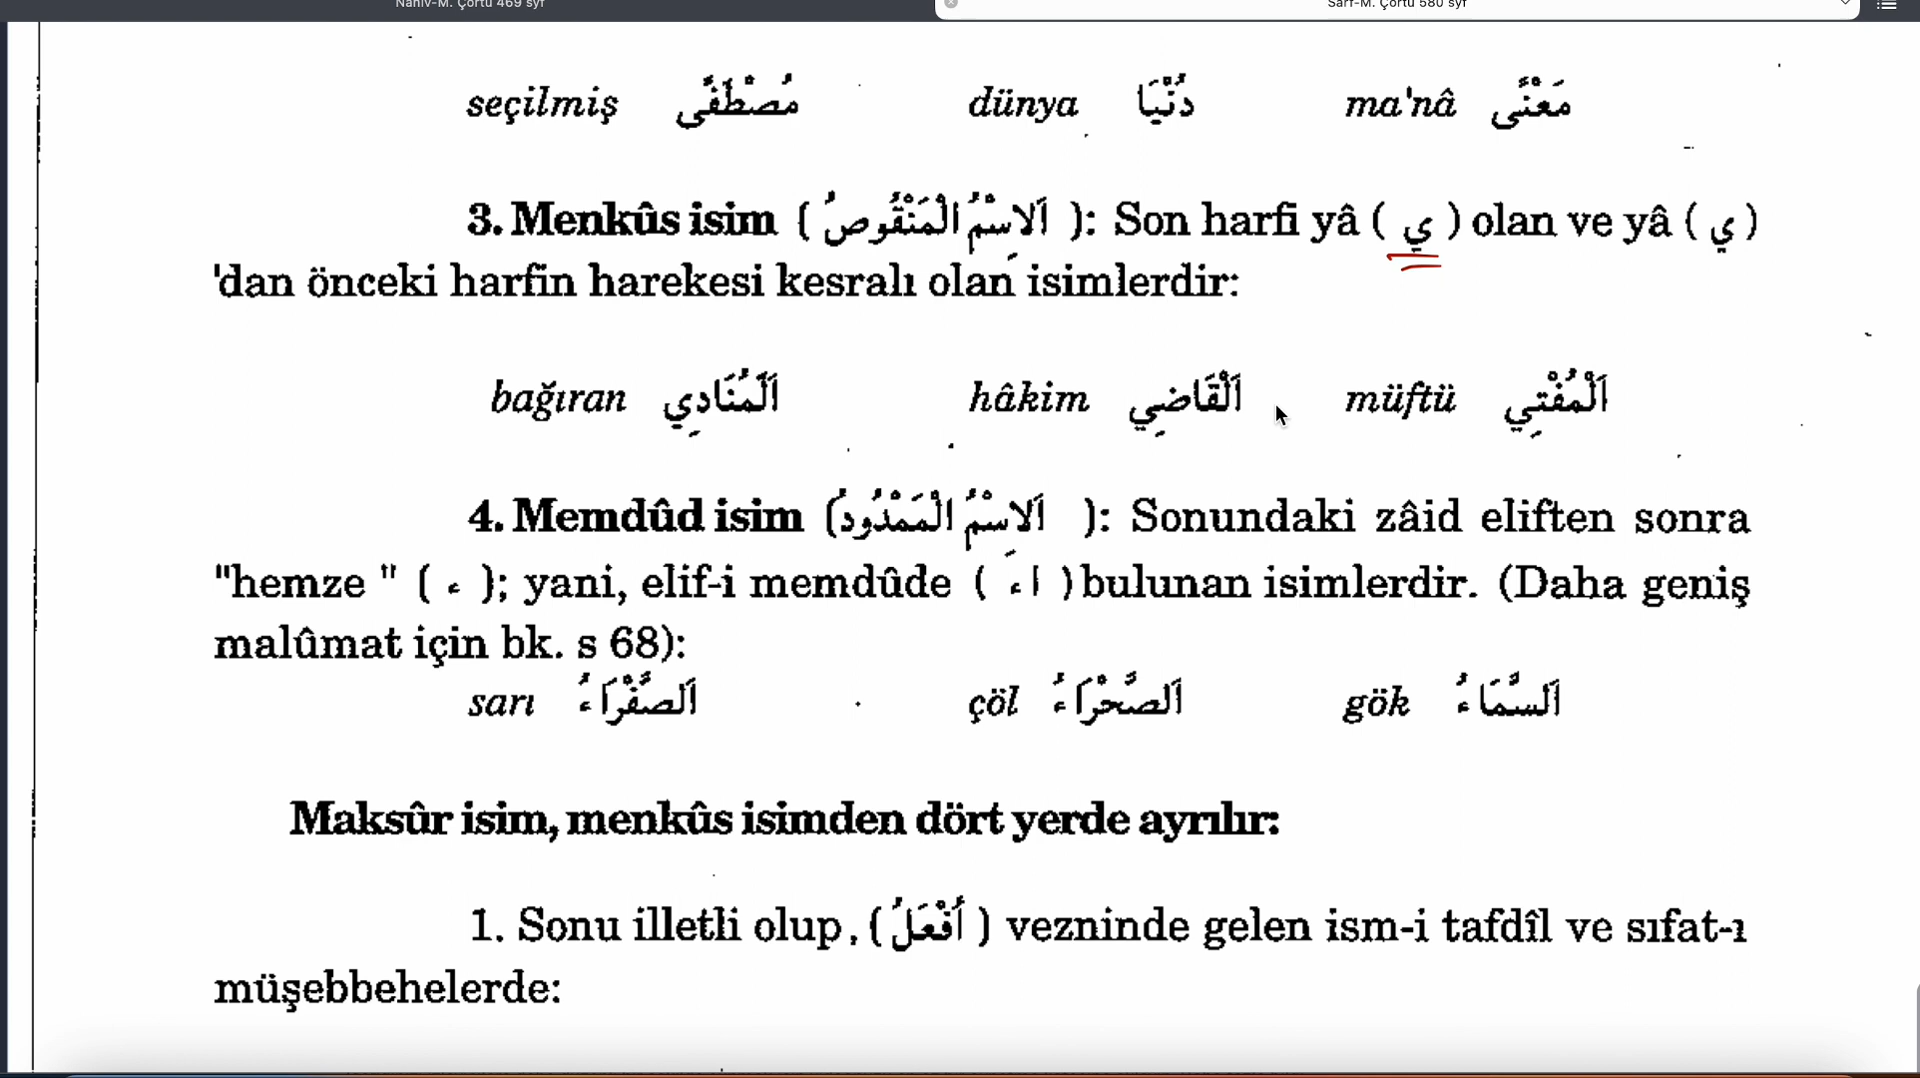 Nahiv-M. Çörtü 469 syf
Sarf-M. Çörtü 580 syf
seçilmiş مُصْطَفًى dünya دُنْيَا ma'nâ مَعْنًى
3. Menkûs isim ( اَلاِسْمُ الْمَنْقُوصُ ): Son harfi yâ ( ي ) olan ve yâ ( ي )
'dan önceki harfin harekesi kesralı olan isimlerdir:
bağıran اَلْمُنَادِي hâkim اَلْقَاضِي müftü اَلْمُفْتِي
4. Memdûd isim (اَلاِسْمُ الْمَمْدُودُ ): Sonundaki zâid eliften sonra
"hemze " ( ء ); yani, elif-i memdûde ( اء ) bulunan isimlerdir. (Daha geniş
malûmat için bk. s 68):
sarı اَلصَّفْرَاءُ çöl اَلصَّحْرَاءُ gök اَلسَّمَاءُ
Maksûr isim, menkûs isimden dört yerde ayrılır:
1. Sonu illetli olup, ( أَفْعَلُ ) vezninde gelen ism-i tafdîl ve sıfat-ı
müşebbehelerde: